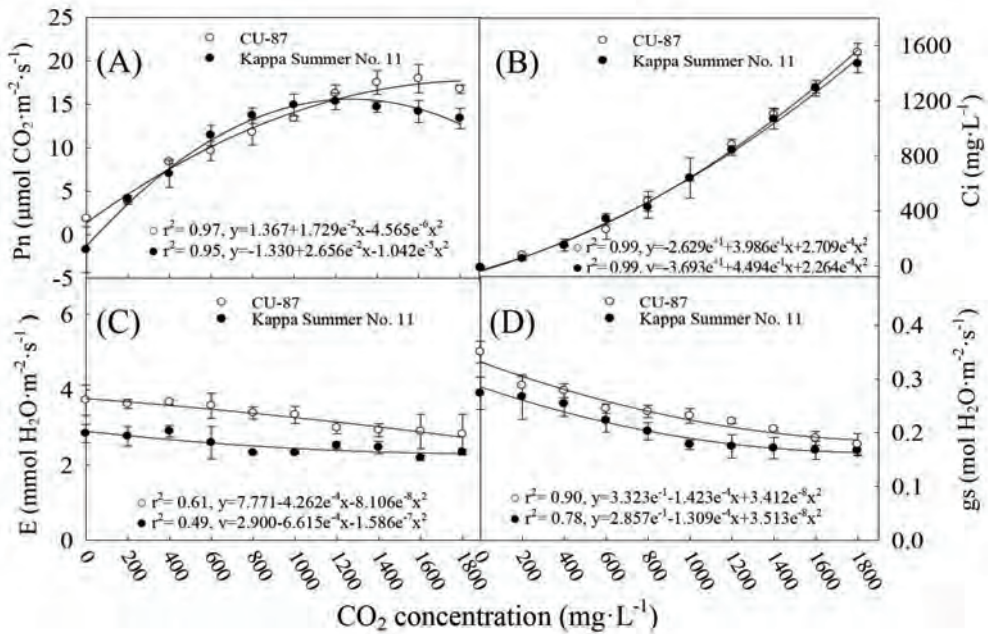 25
20
15
10
5
0
-5
Pn (µmol CO₂·m⁻²·s⁻¹)
(A)
○ CU-87
● Kappa Summer No. 11
○ r²= 0.97, y=1.367+1.729e⁻²x-4.565e⁻⁶x²
● r²= 0.95, y=-1.330+2.656e⁻²x-1.042e⁻³x²
(B)
○ CU-87
● Kappa Summer No. 11
○ r²= 0.99, y=-2.629e⁺¹+3.986e⁻¹x+2.709e⁻⁴x²
● r²= 0.99, y=-3.693e⁺¹+4.494e⁻¹x+2.264e⁻⁴x²
1600
1200
800
400
0
Ci (mg·L⁻¹)
6
4
2
0
E (mmol H₂O·m⁻²·s⁻¹)
(C)
○ CU-87
● Kappa Summer No. 11
○ r²= 0.61, y=7.771-4.262e⁻⁴x-8.106e⁻⁸x²
● r²= 0.49, y=2.900-6.615e⁻⁴x-1.586e⁻⁷x²
(D)
○ CU-87
● Kappa Summer No. 11
○ r²= 0.90, y=3.323e⁻¹-1.423e⁻⁴x+3.412e⁻⁸x²
● r²= 0.78, y=2.857e⁻¹-1.309e⁻⁴x+3.513e⁻⁸x²
0.4
0.3
0.2
0.1
0.0
gs (mol H₂O·m⁻²·s⁻¹)
0 200 400 600 800 1000 1200 1400 1600 1800
0 200 400 600 800 1000 1200 1400 1600 1800
CO₂ concentration (mg·L⁻¹)